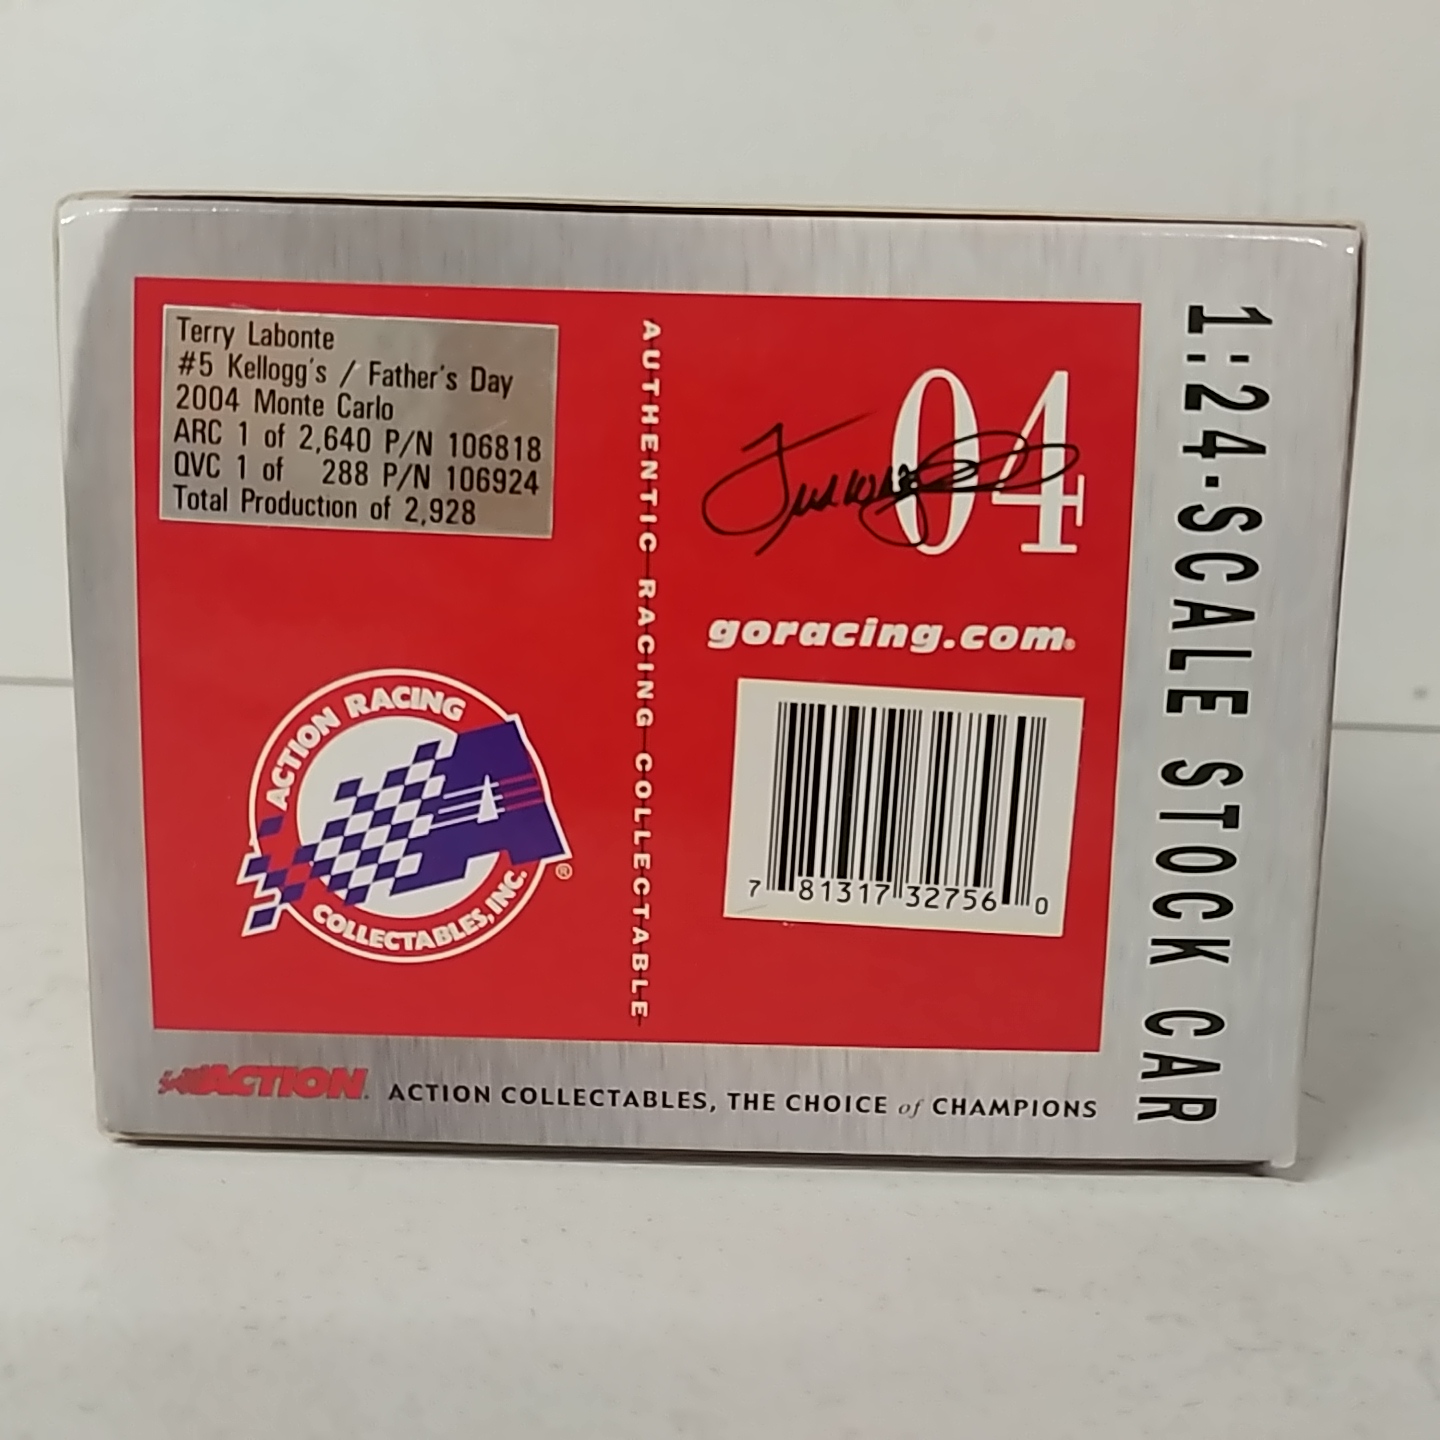 Terry Labonte
#5 Kellogg's / Father's Day
2004 Monte Carlo
ARC 1 of 2,640 P/N 106818
QVC 1 of 288 P/N 106924
Total Production of 2,928
AUTHENTIC RACING COLLECTABLE
04
goracing.com®
7 81317 32756 0
ACTION RACING
COLLECTABLES, INC.
®
1:24-SCALE STOCK CAR
ACTION
ACTION COLLECTABLES, THE CHOICE of CHAMPIONS